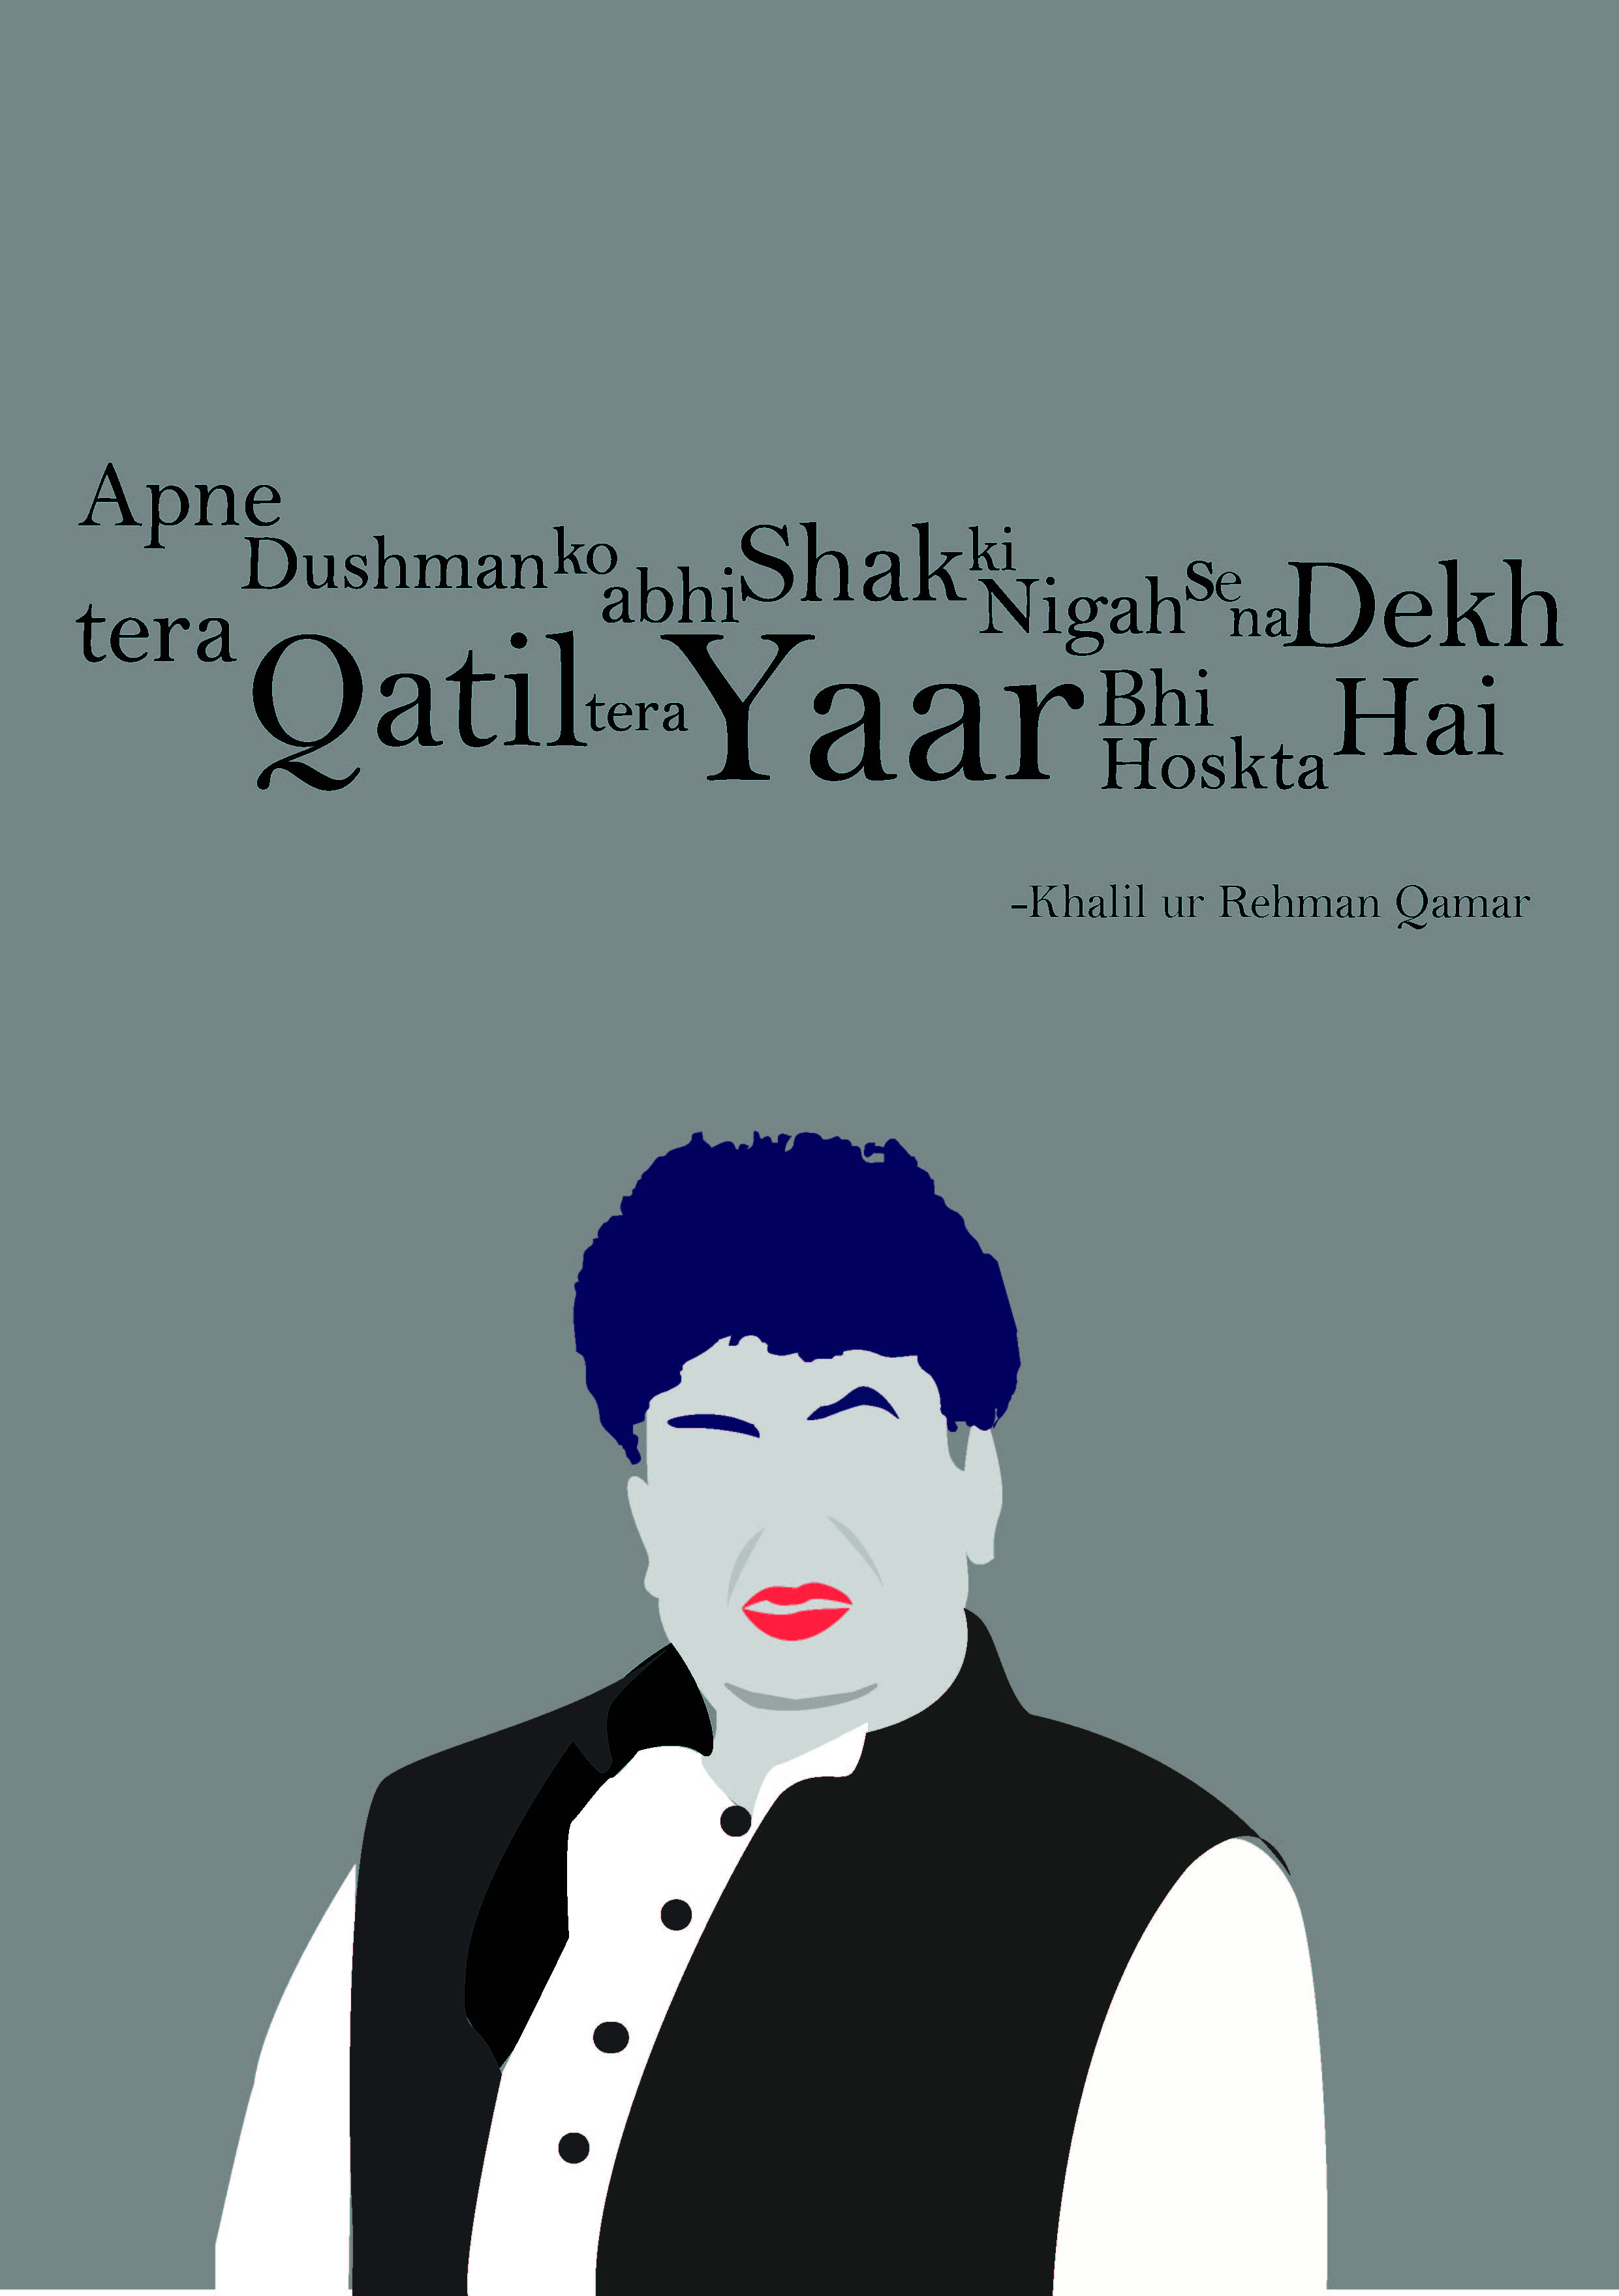 Apne Dushman ko abhi Shak ki Nigah se na Dekh
tera Qatil tera Yaar Bhi Hoskta Hai
-Khalil ur Rehman Qamar